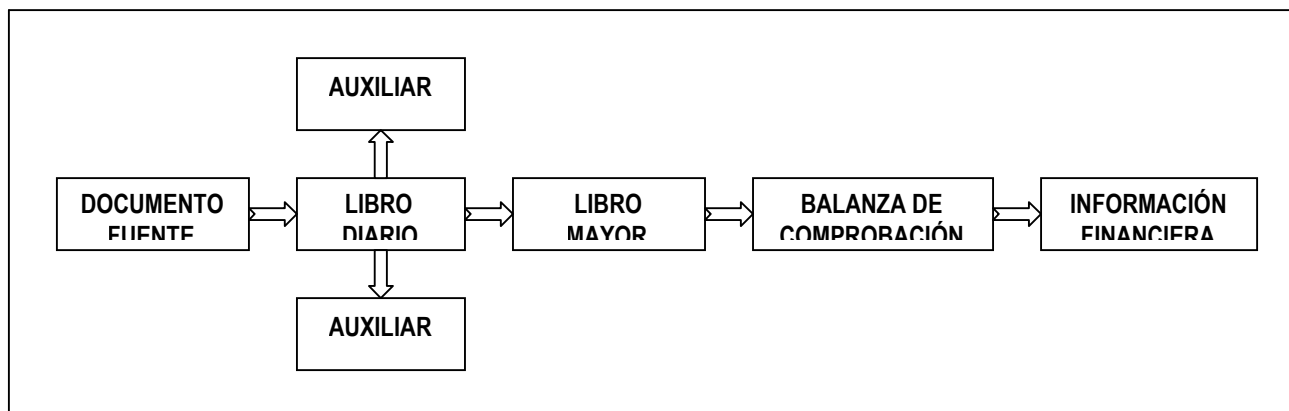 AUXILIAR
DOCUMENTO
FUENTE
LIBRO
DIARIO
LIBRO
MAYOR
BALANZA DE
COMPROBACIÓN
INFORMACIÓN
FINANCIERA
AUXILIAR